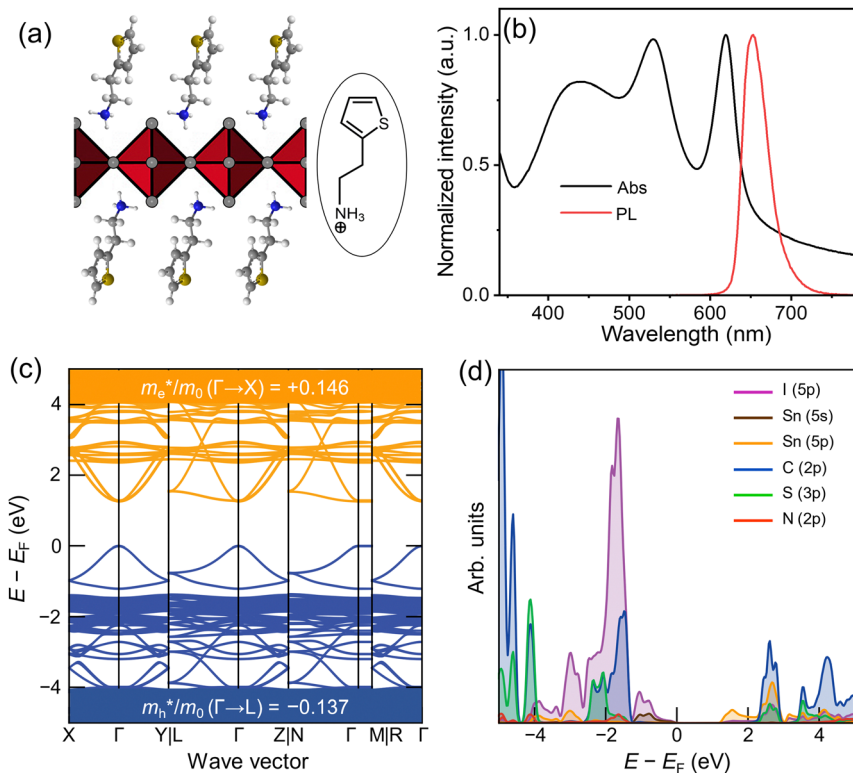 (a)
S
NH₃
⊕
(b)
Normalized intensity (a.u.)
1.0
0.5
0.0
Abs
PL
400 500 600 700
Wavelength (nm)
(c)
mₑ*/m₀ (Γ→X) = +0.146
E − E_F (eV)
4
2
0
−2
−4
mₕ*/m₀ (Γ→L) = −0.137
X Γ Y|L Γ Z|N Γ M|R Γ
Wave vector
(d)
Arb. units
I (5p)
Sn (5s)
Sn (5p)
C (2p)
S (3p)
N (2p)
−4 −2 0 2 4
E − E_F (eV)